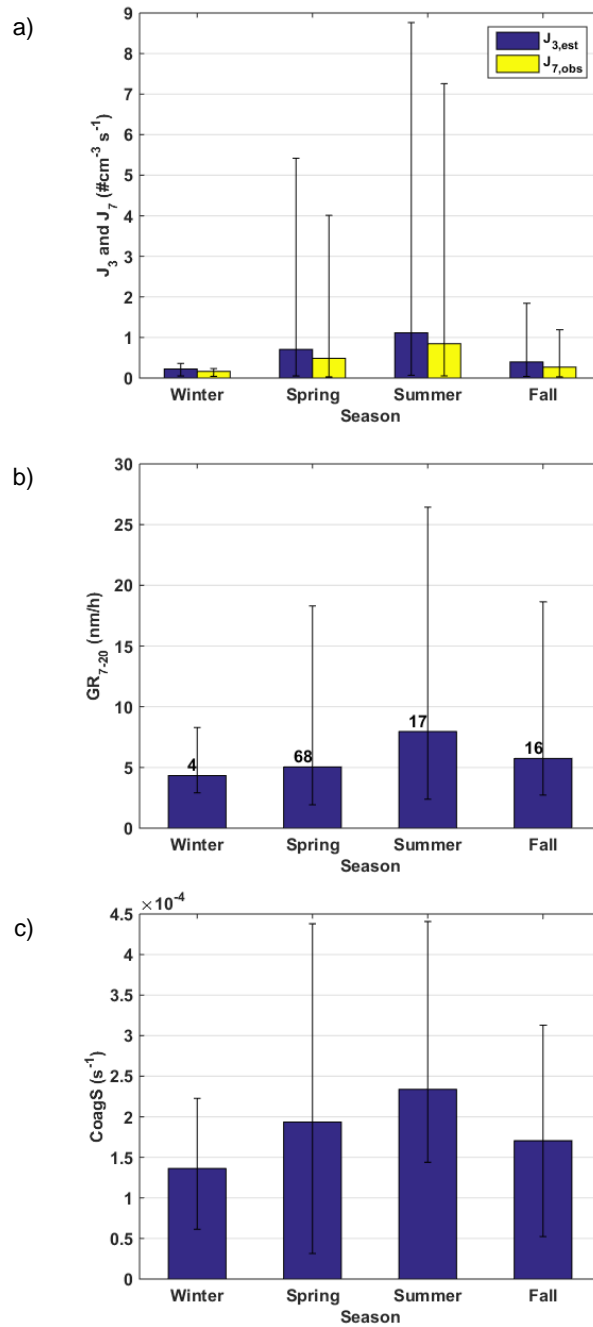 a)
J3,est
J7,obs
J3 and J7 (#cm-3 s-1)
9
8
7
6
5
4
3
2
1
0
Winter Spring Summer Fall
Season
b)
GR7-20 (nm/h)
30
25
20
15
10
5
0
4 68 17 16
Winter Spring Summer Fall
Season
c)
×10-4
CoagS (s-1)
4.5
4
3.5
3
2.5
2
1.5
1
0.5
0
Winter Spring Summer Fall
Season